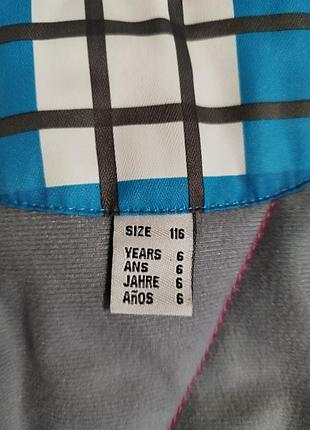 SIZE 116
YEARS 6
ANS 6
JAHRE 6
AÑOS 6